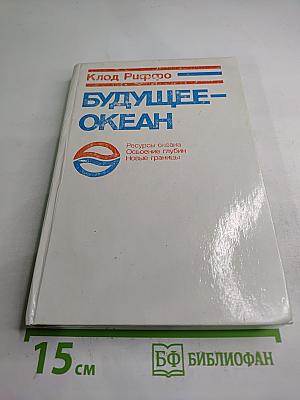 Клод Риффо
БУДУЩЕЕ–
ОКЕАН
Ресурсы океана
Освоение глубин
Новые границы
15 см
БФ БИБЛИОФАН